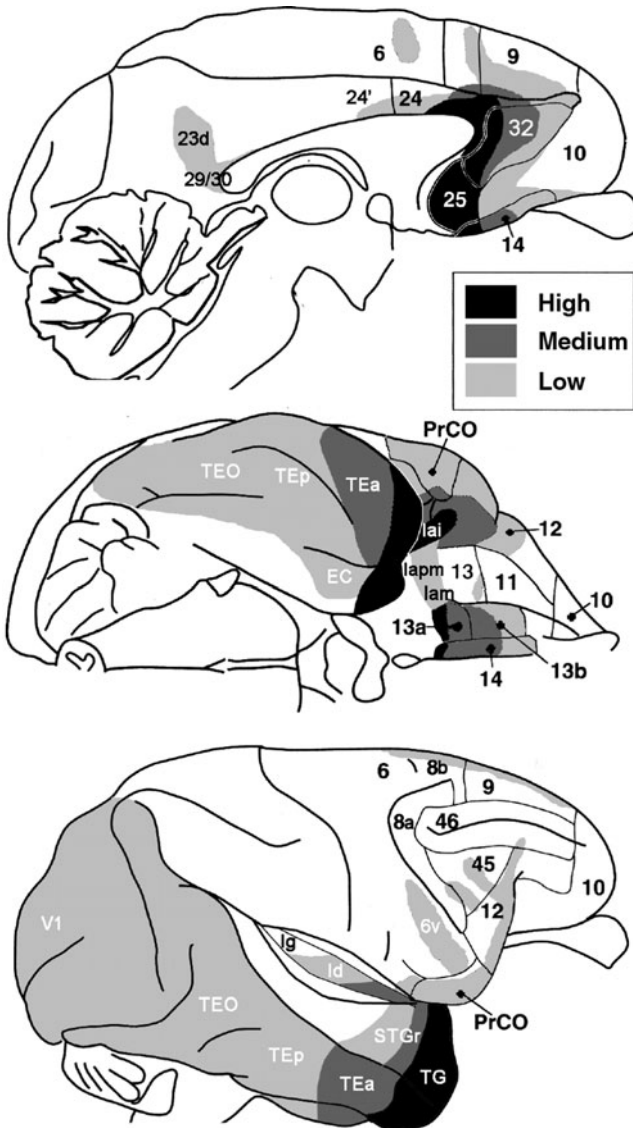 6
9
24'
24
32
23d
10
29/30
25
14
High
Medium
Low
PrCO
TEO
TEp
TEa
Iai
12
Iapm
13
11
EC
Iam
10
13a
13b
14
6
8b
9
8a
46
45
10
V1
6v
12
Ig
Id
TEO
PrCO
STGr
TEp
TEa
TG